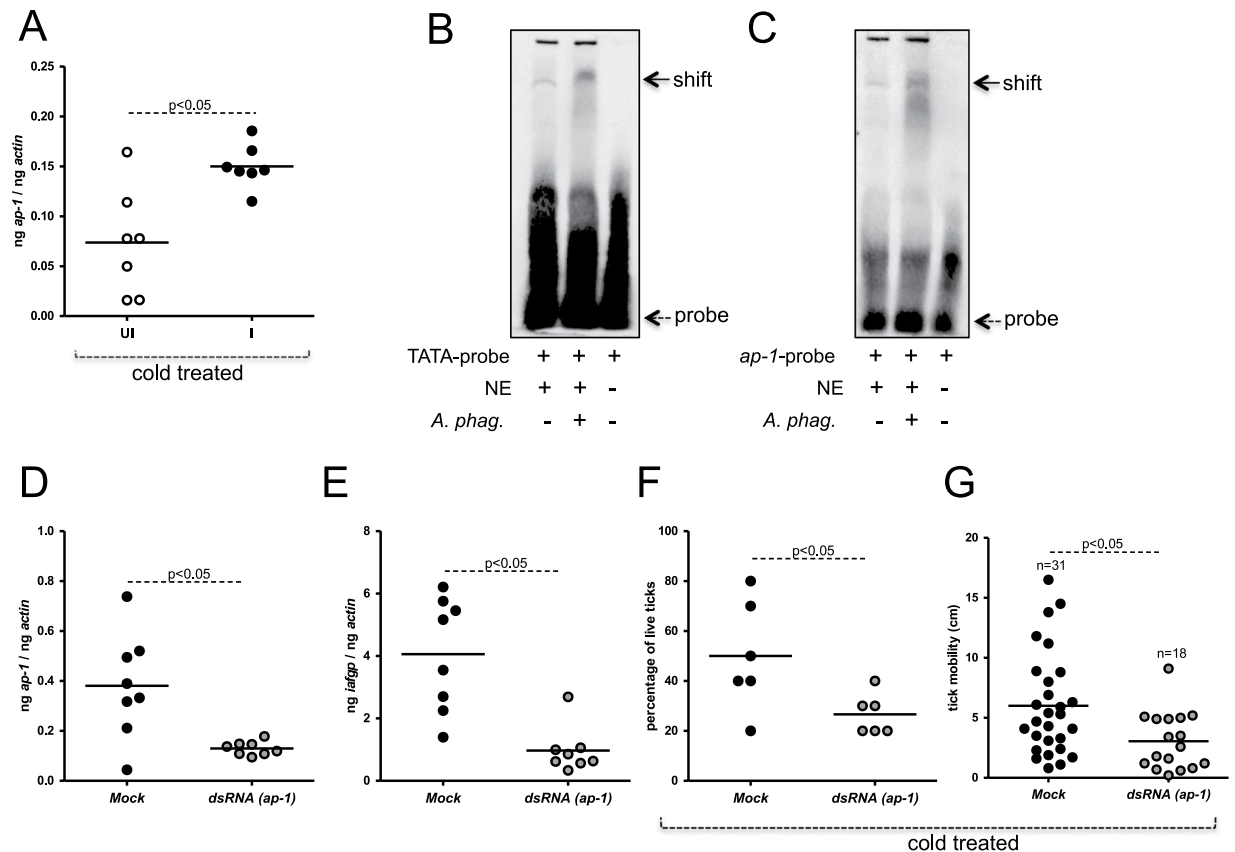 A
0.25
0.20
0.15
0.10
0.05
0.00
ng ap-1 / ng actin
p<0.05
UI
I
cold treated
B
shift
probe
TATA-probe + + +
NE + + -
A. phag. - + -
C
shift
probe
ap-1-probe + + +
NE + + -
A. phag. - + -
D
1.0
0.8
0.6
0.4
0.2
0.0
ng ap-1 / ng actin
p<0.05
Mock
dsRNA (ap-1)
E
8
6
4
2
0
ng iafgp / ng actin
p<0.05
Mock
dsRNA (ap-1)
F
100
80
60
40
20
0
percentage of live ticks
p<0.05
Mock
dsRNA (ap-1)
G
20
15
10
5
0
tick mobility (cm)
p<0.05
n=31
n=18
Mock
dsRNA (ap-1)
cold treated